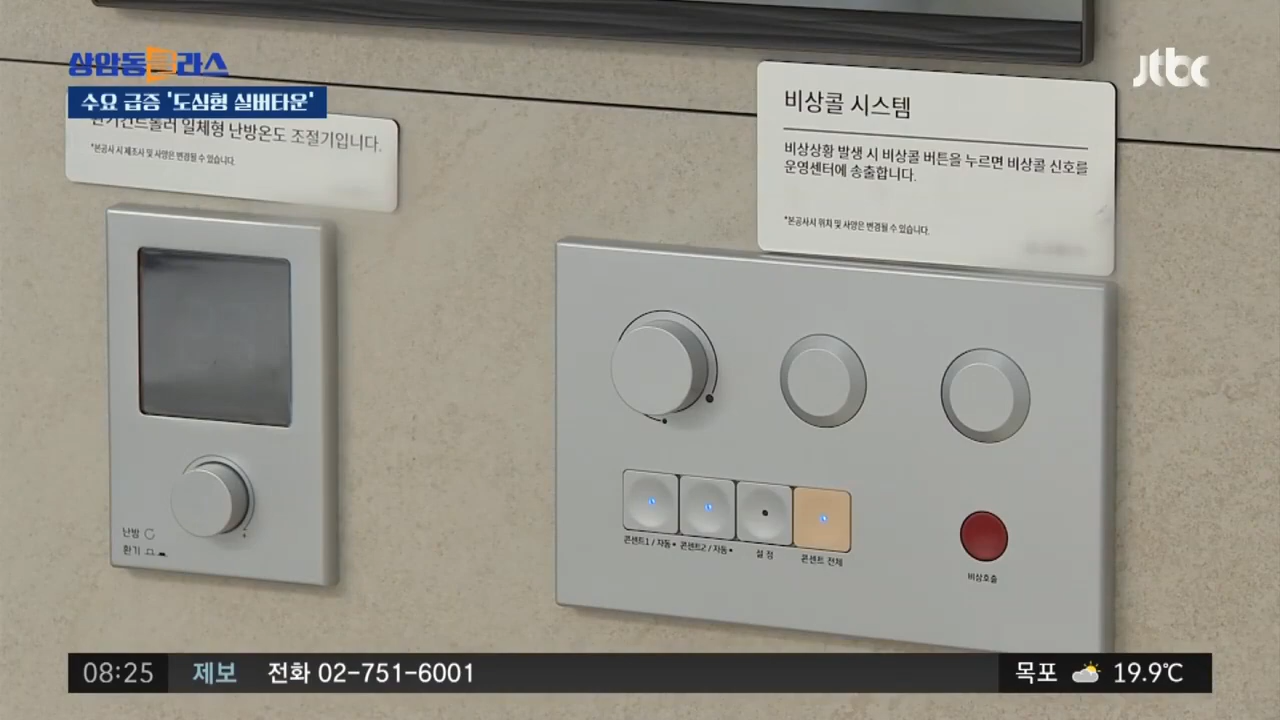 상암동클라스
jtbc
수요 급증 '도심형 실버타운'
일체형 난방온도 조절기입니다.
*본공사 시 제조사 및 사양은 변경될 수 있습니다.
비상콜 시스템
비상상황 발생 시 비상콜 버튼을 누르면 비상콜 신호를
운영센터에 송출합니다.
*본공사시 위치 및 사양은 변경될 수 있습니다.
난방
환기
콘센트1 / 자동 콘센트2 / 자동 설정 콘센트 전체
비상호출
08:25 제보 전화 02-751-6001 목포 19.9℃